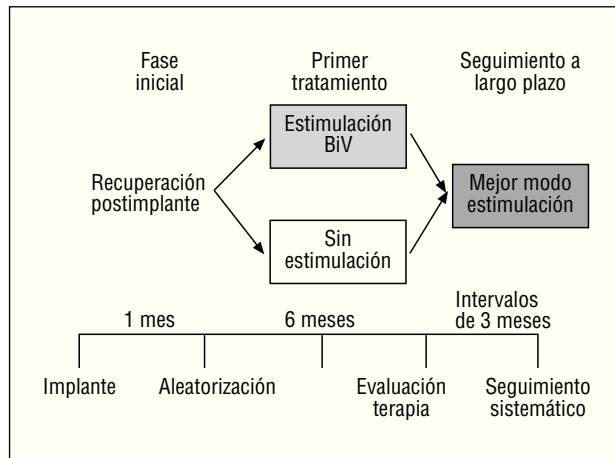 Fase
inicial
Primer
tratamiento
Seguimiento a
largo plazo
Estimulación
BiV
Recuperación
postimplante
Mejor modo
estimulación
Sin
estimulación
1 mes
6 meses
Intervalos
de 3 meses
Implante
Aleatorización
Evaluación
terapia
Seguimiento
sistemático